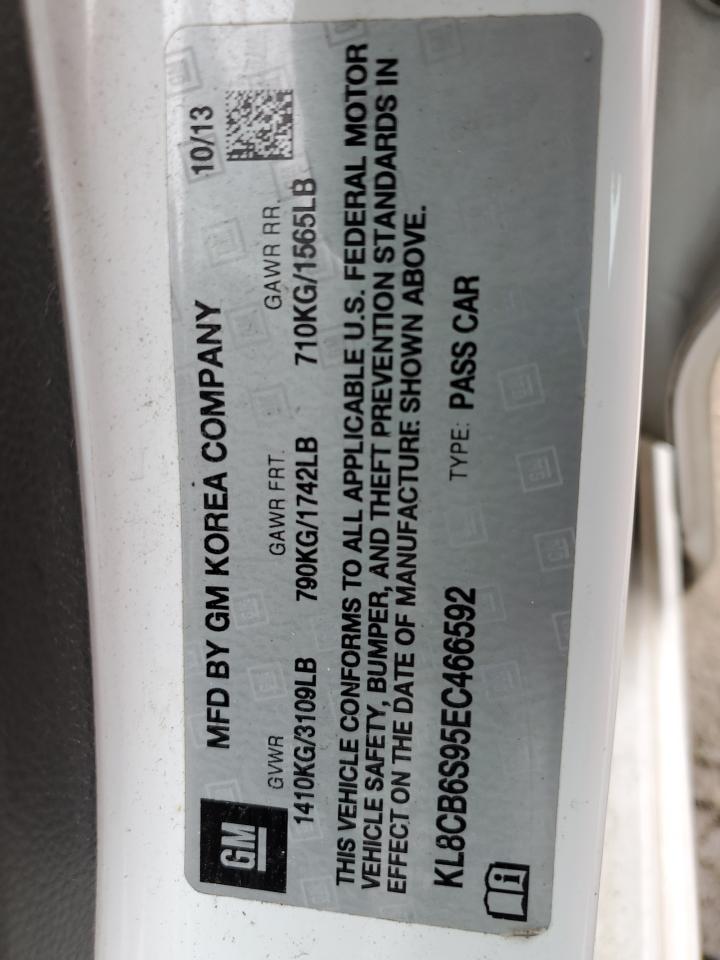 GM
MFD BY GM KOREA COMPANY
10/13
GVWR
GAWR FRT.
GAWR RR.
1410KG/3109LB
790KG/1742LB
710KG/1565LB
THIS VEHICLE CONFORMS TO ALL APPLICABLE U.S. FEDERAL MOTOR
VEHICLE SAFETY, BUMPER, AND THEFT PREVENTION STANDARDS IN
EFFECT ON THE DATE OF MANUFACTURE SHOWN ABOVE.
KL8CB6S95EC466592
TYPE: PASS CAR